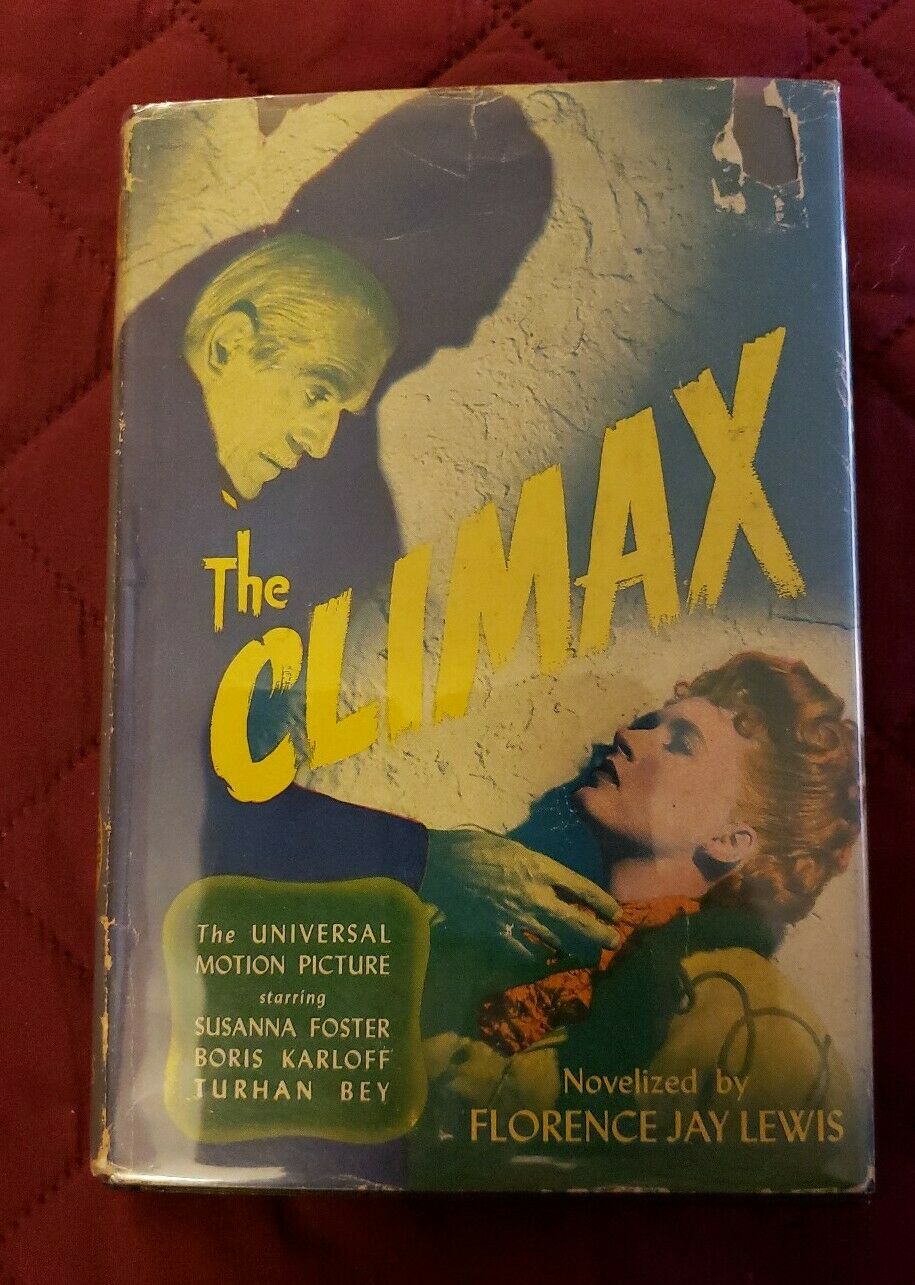 The
CLIMAX
The UNIVERSAL
MOTION PICTURE
starring
SUSANNA FOSTER
BORIS KARLOFF
TURHAN BEY
Novelized by
FLORENCE JAY LEWIS